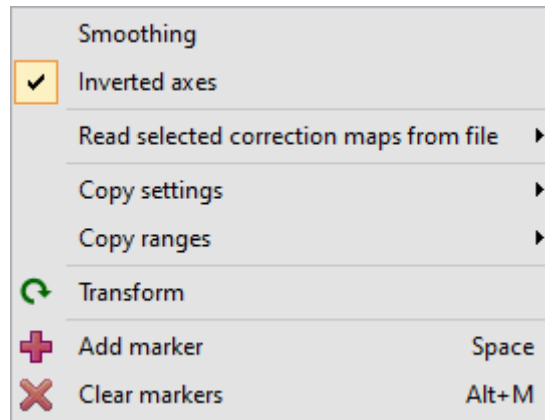 Smoothing
Inverted axes
Read selected correction maps from file
Copy settings
Copy ranges
Transform
Add marker Space
Clear markers Alt+M